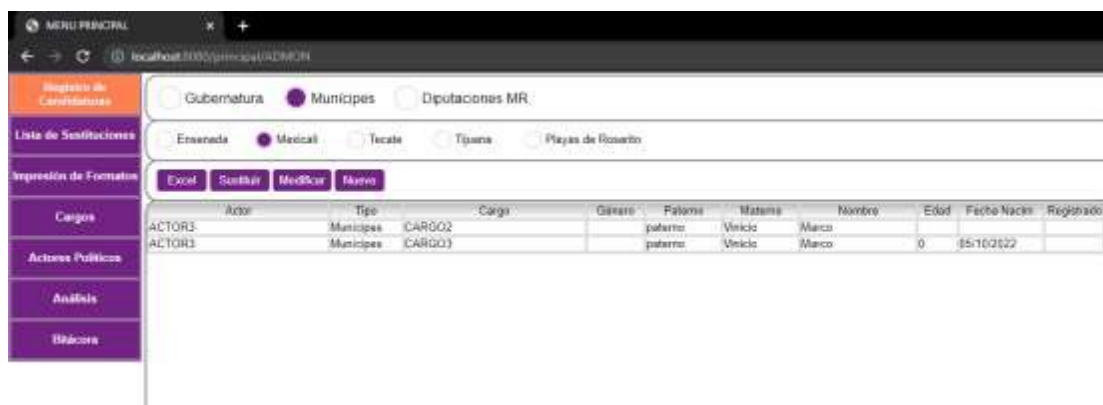 MENU PRINCIPAL
localhost:8080/principal/ADMON
Registro de
Candidaturas
Lista de Sustituciones
Impresión de Formatos
Cargos
Actores Políticos
Análisis
Bitácora
Gubernatura Munícipes Diputaciones MR
Ensenada Mexicali Tecate Tijuana Playas de Rosarito
Excel Sustituir Modificar Nuevo
Actor Tipo Cargo Género Paterno Materno Nombre Edad Fecha Nacim Registrado
ACTOR3 Munícipes CARGO2 paterno Vinicio Marco
ACTOR3 Munícipes CARGO3 paterno Vinicio Marco 0 05/10/2022